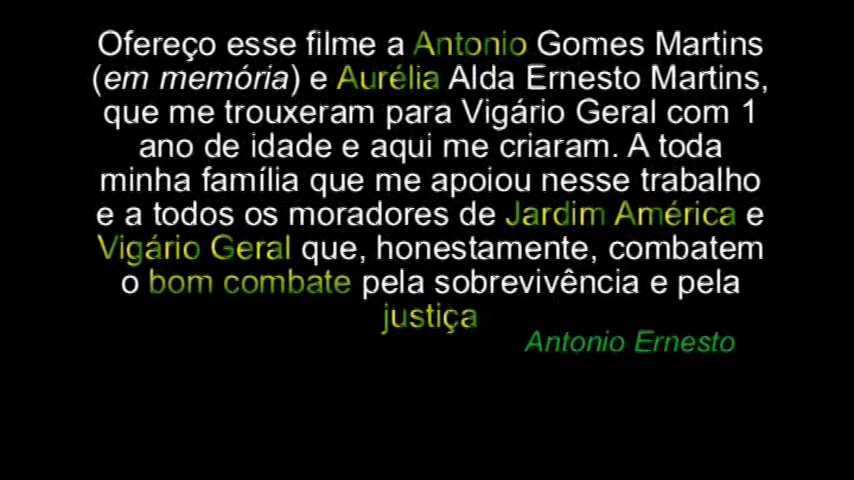 Ofereço esse filme a Antonio Gomes Martins
(em memória) e Aurélia Alda Ernesto Martins,
que me trouxeram para Vigário Geral com 1
ano de idade e aqui me criaram. A toda
minha família que me apoiou nesse trabalho
e a todos os moradores de Jardim América e
Vigário Geral que, honestamente, combatem
o bom combate pela sobrevivência e pela
justiça
Antonio Ernesto